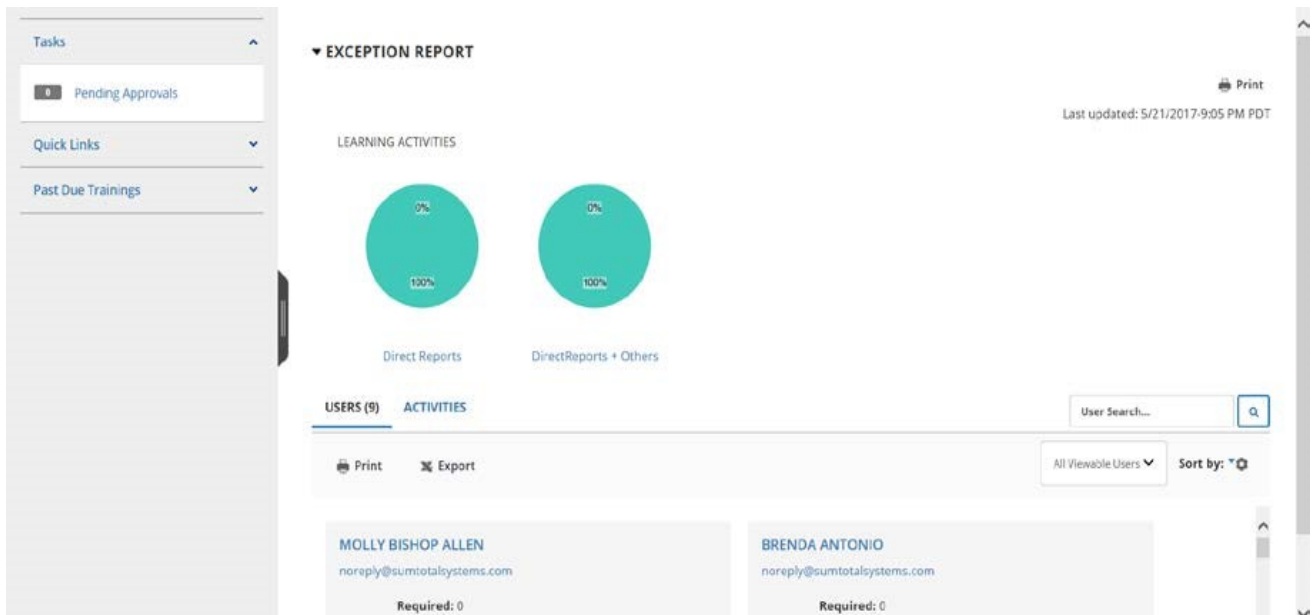 Tasks
0 Pending Approvals
Quick Links
Past Due Trainings
EXCEPTION REPORT
Print
Last updated: 5/21/2017-9:05 PM PDT
LEARNING ACTIVITIES
0% 0%
100% 100%
Direct Reports DirectReports + Others
USERS (9) ACTIVITIES User Search...
Print Export All Viewable Users Sort by:
MOLLY BISHOP ALLEN BRENDA ANTONIO
noreply@sumtotalsystems.com noreply@sumtotalsystems.com
Required: 0 Required: 0